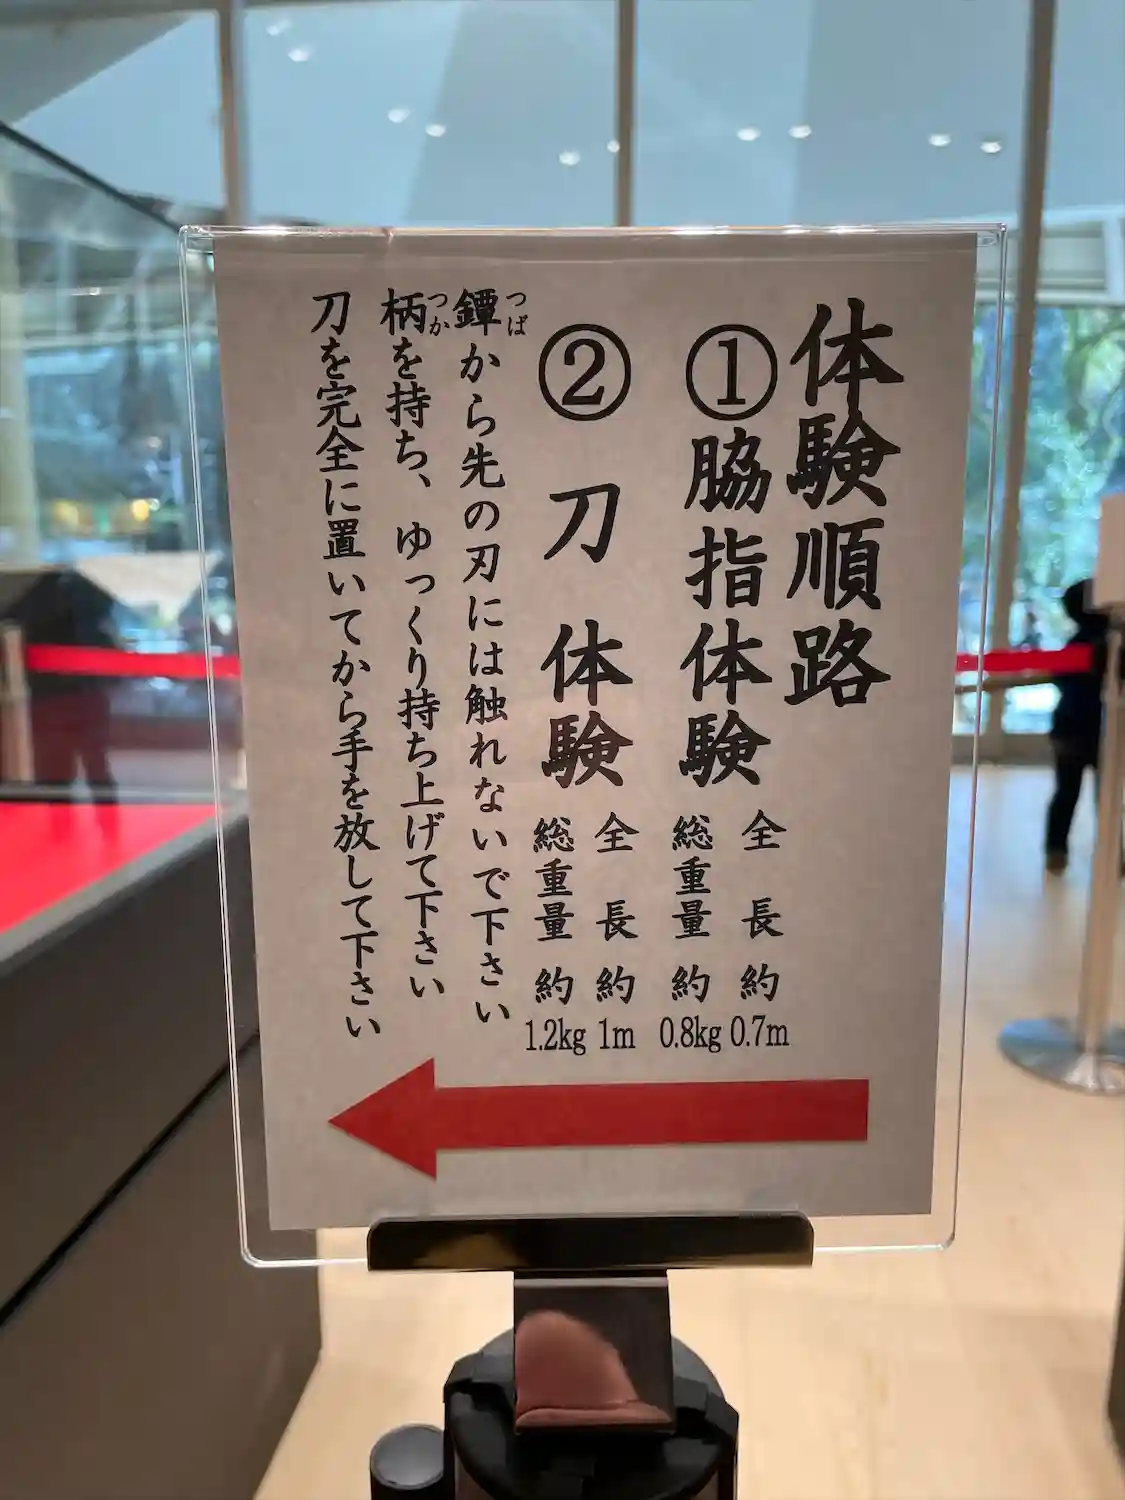 体験順路
①脇指体験
全長約0.7m
総重量約0.8kg
②刀体験
全長約1m
総重量約1.2kg
鐔から先の刃には触れないで下さい
つば
柄を持ち、ゆっくり持ち上げて下さい
つか
刀を完全に置いてから手を放して下さい